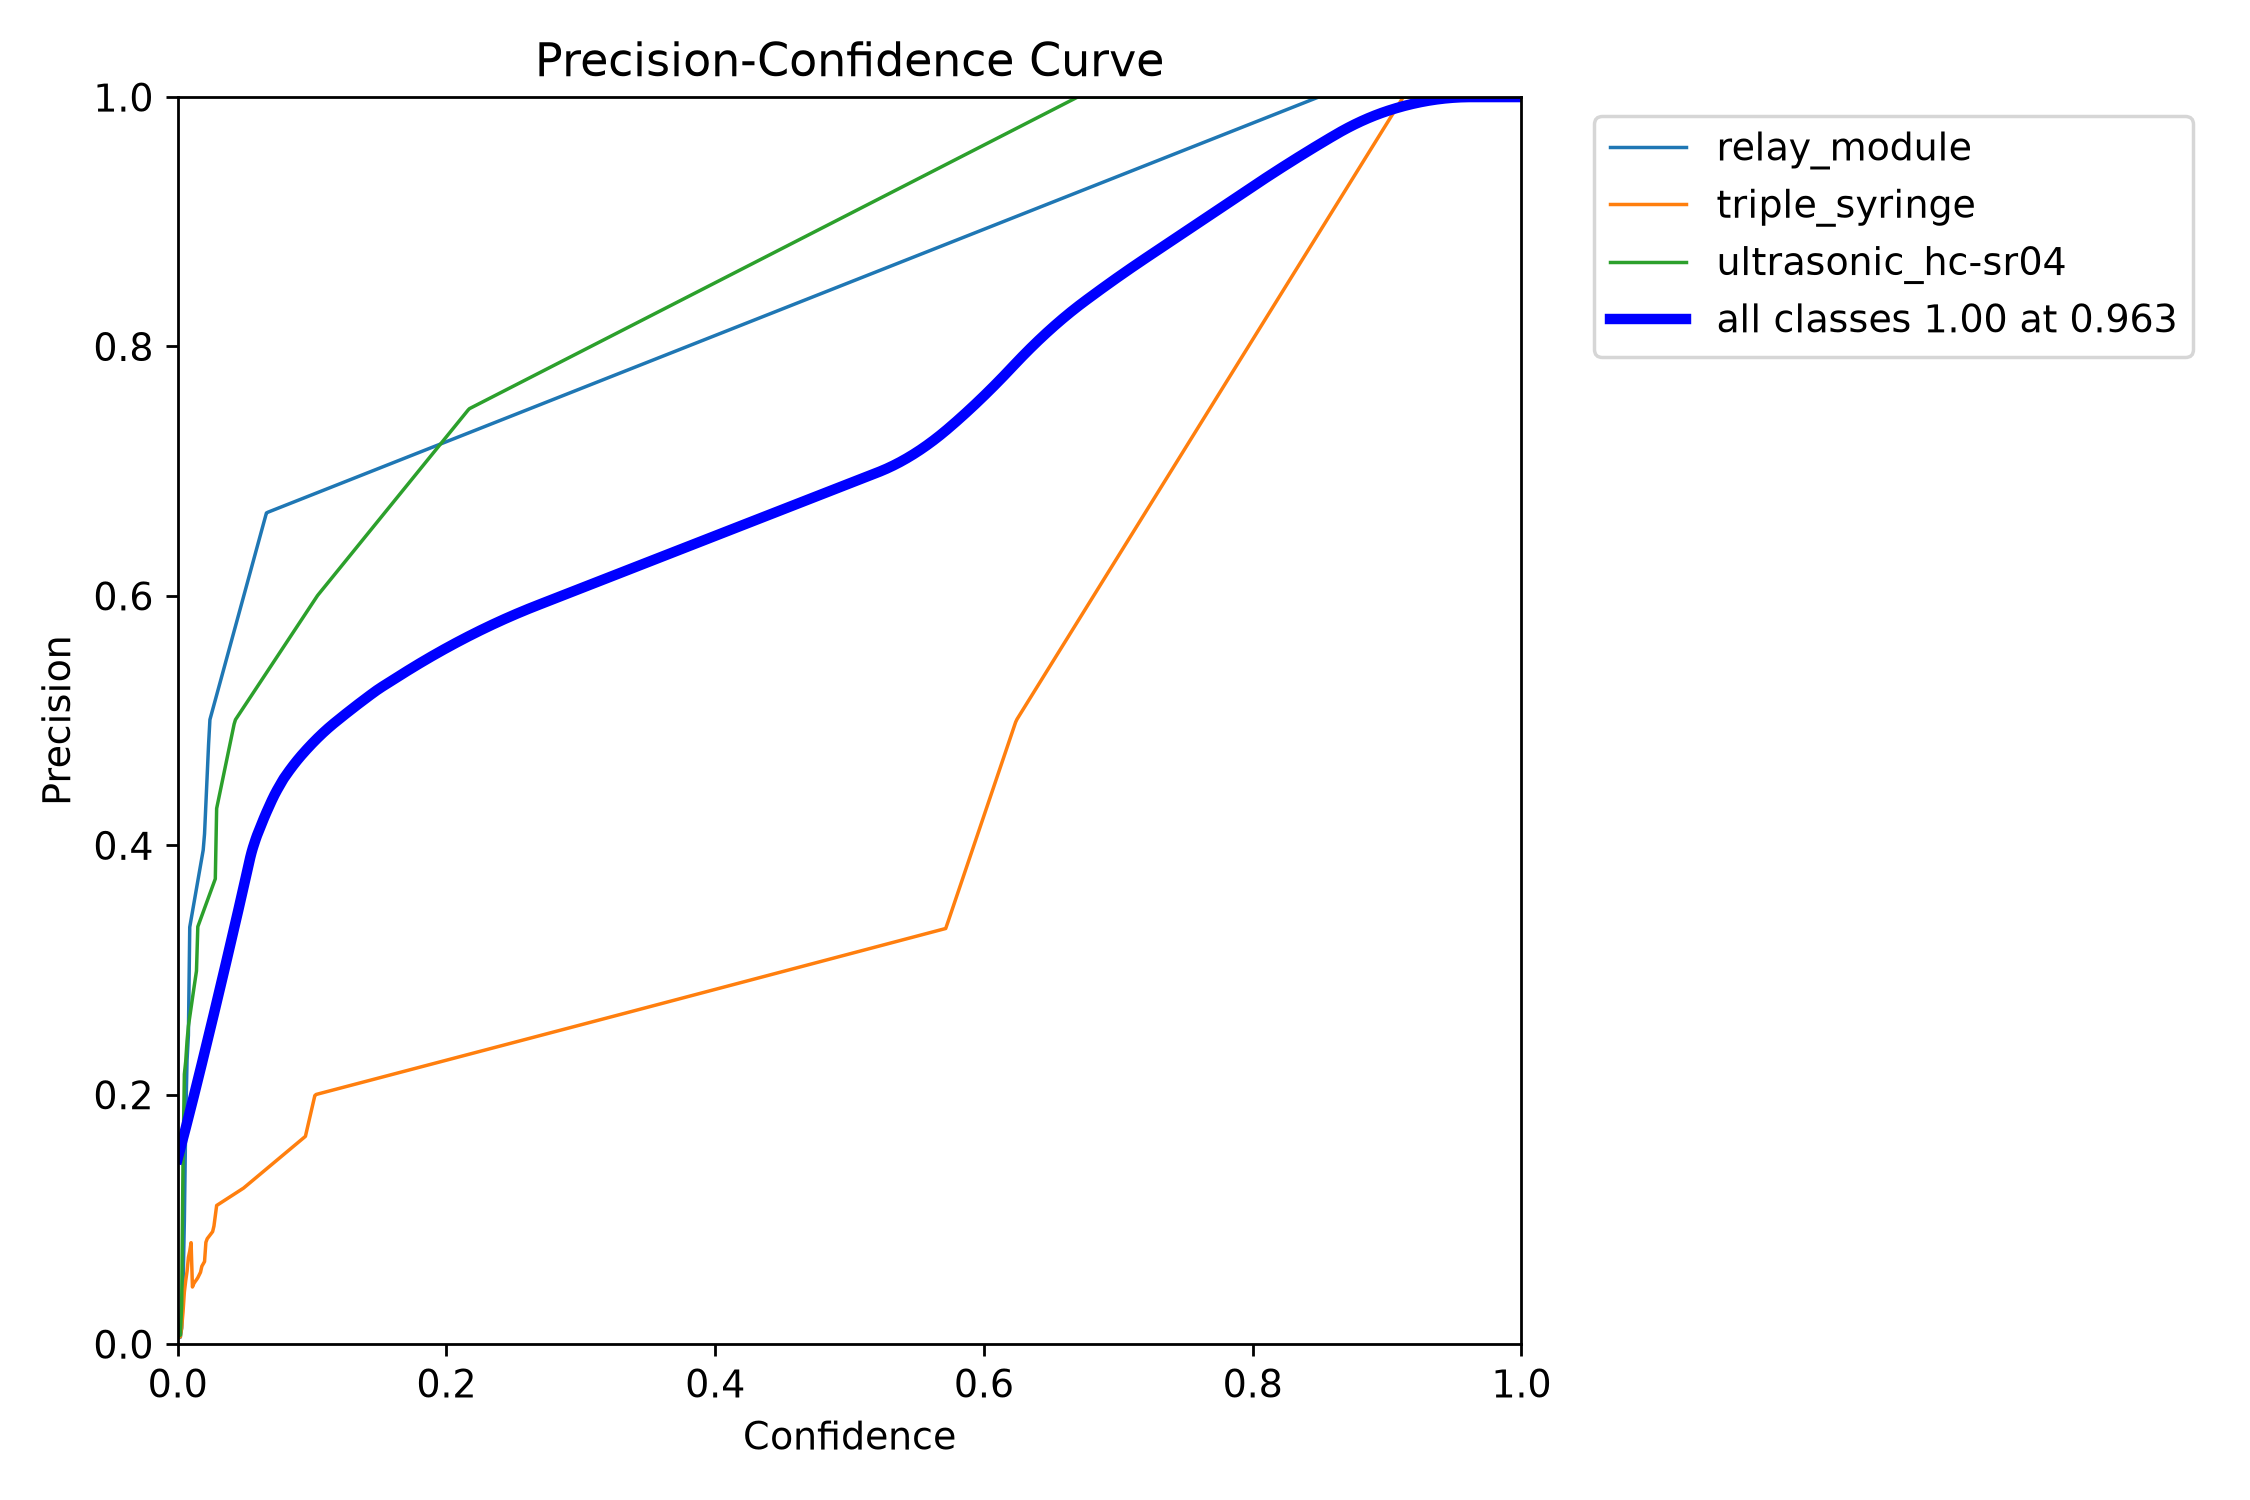 Precision-Confidence Curve
1.0
0.8
0.6
0.4
0.2
0.0
Precision
0.0 0.2 0.4 0.6 0.8 1.0
Confidence
relay_module
triple_syringe
ultrasonic_hc-sr04
all classes 1.00 at 0.963